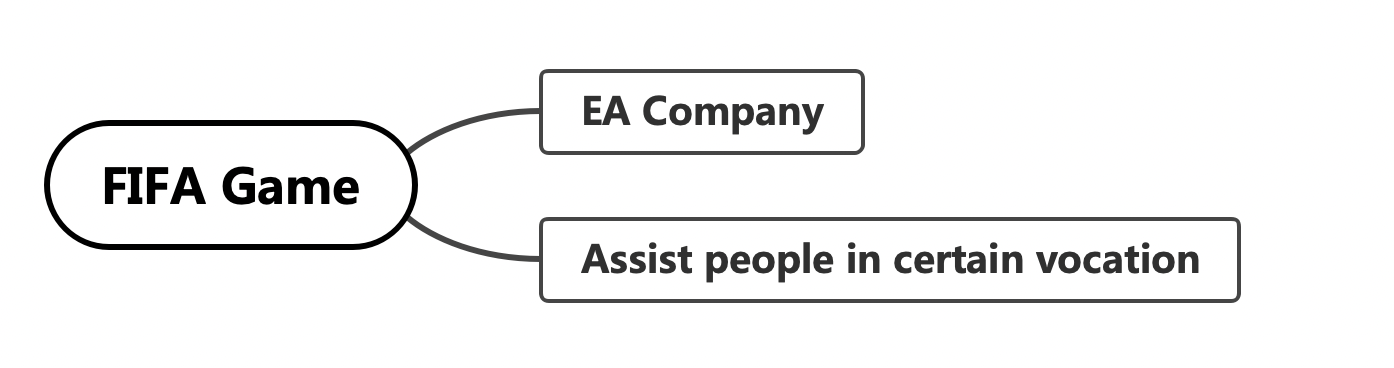 FIFA Game
EA Company
Assist people in certain vocation